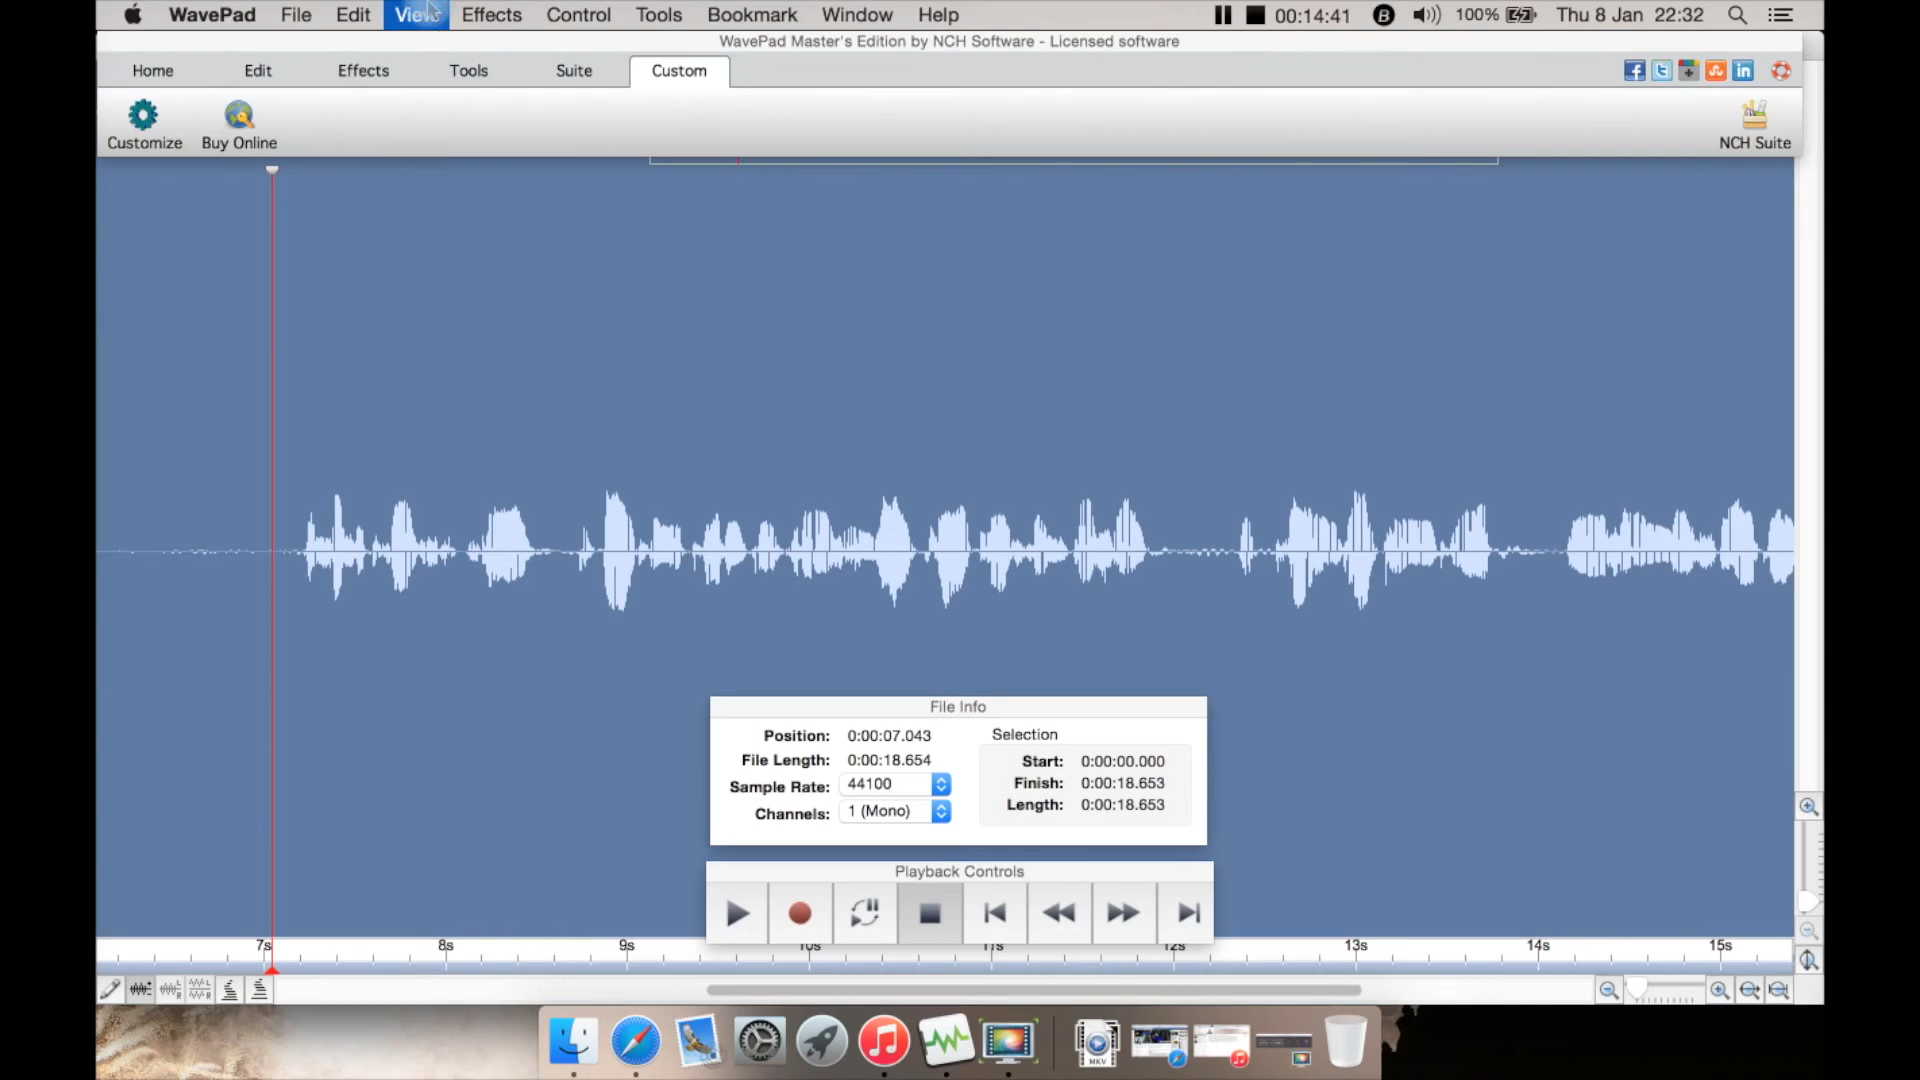 WavePad File Edit View Effects Control Tools Bookmark Window Help 00:14:41 B 100% Thu 8 Jan 22:32
WavePad Master's Edition by NCH Software - Licensed software
Home Edit Effects Tools Suite Custom
Customize Buy Online NCH Suite
File Info
Position: 0:00:07.043
File Length: 0:00:18.654
Sample Rate: 44100
Channels: 1 (Mono)
Selection
Start: 0:00:00.000
Finish: 0:00:18.653
Length: 0:00:18.653
Playback Controls
7s 8s 9s 10s 11s 12s 13s 14s 15s
MKV